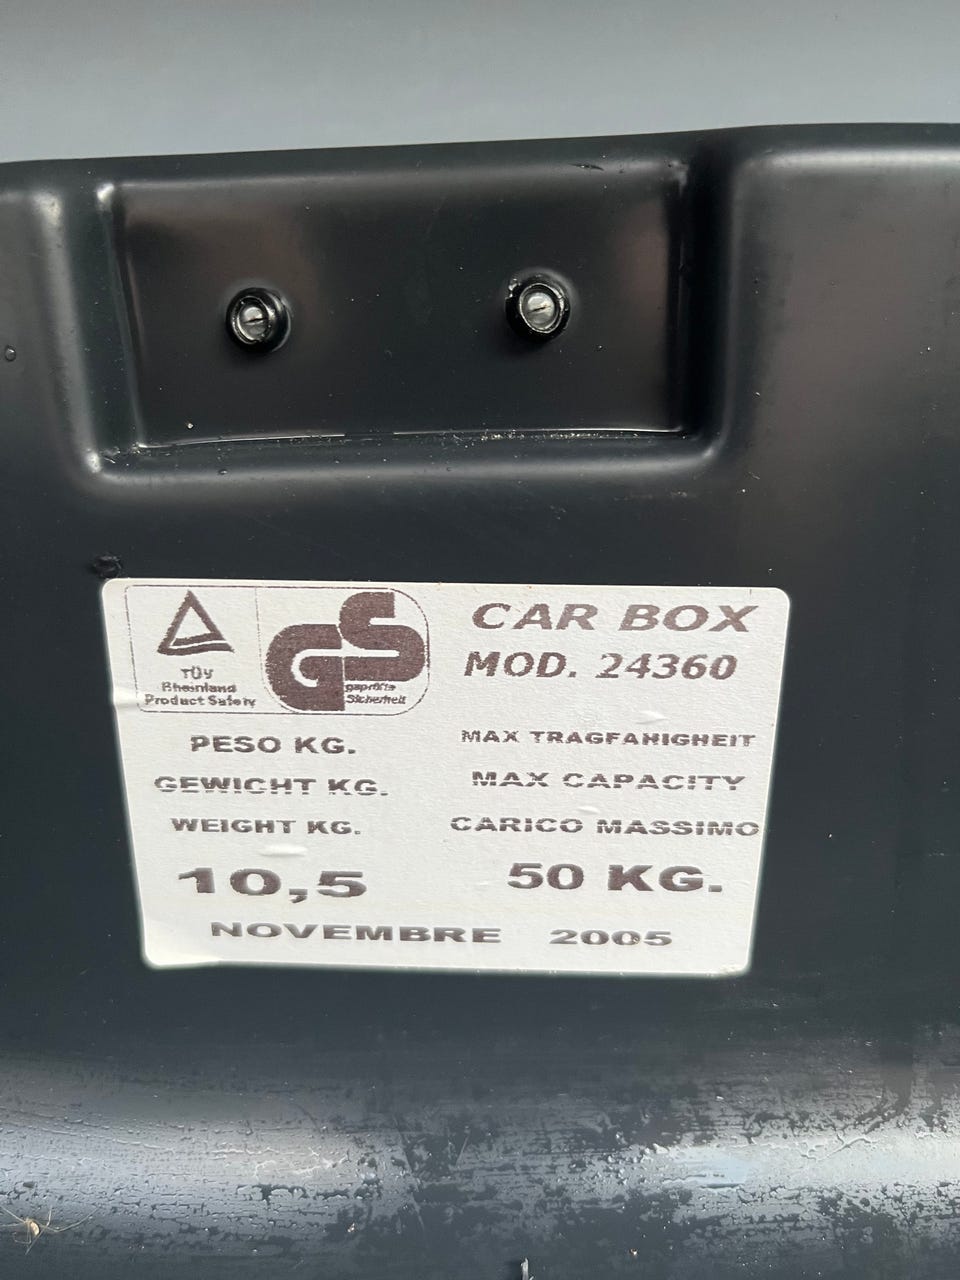 TÜV
Rheinland
Product Safety
GS
geprüfte
Sicherheit
CAR BOX
MOD. 24360
PESO KG.
GEWICHT KG.
WEIGHT KG.
10,5
MAX TRAGFAHIGHEIT
MAX CAPACITY
CARICO MASSIMO
50 KG.
NOVEMBRE 2005